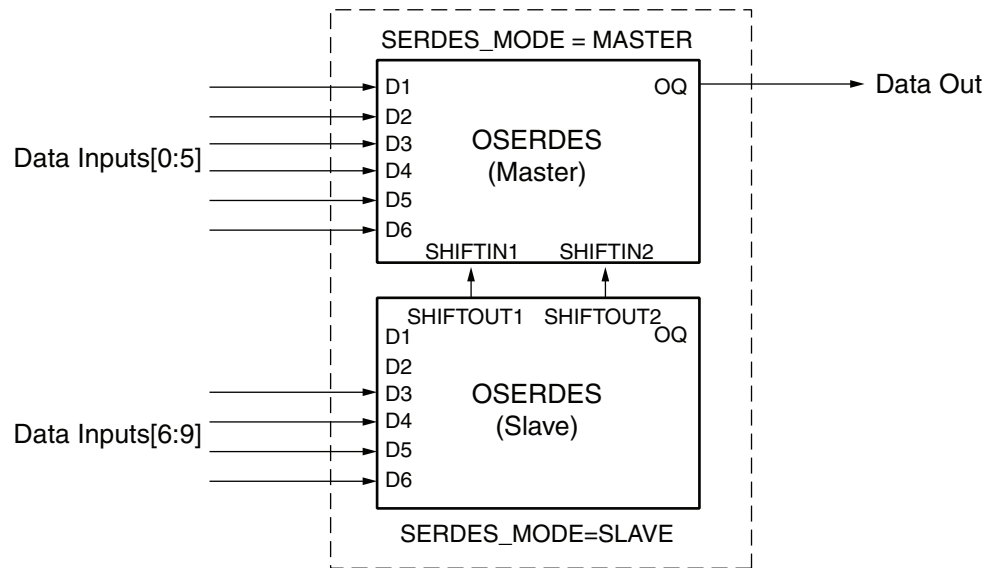 SERDES_MODE = MASTER
D1
OQ
Data Out
D2
OSERDES
D3
(Master)
Data Inputs[0:5]
D4
D5
D6
SHIFTIN1
SHIFTIN2
SHIFTOUT1
SHIFTOUT2
D1
OQ
D2
OSERDES
D3
(Slave)
D4
Data Inputs[6:9]
D5
D6
SERDES_MODE=SLAVE